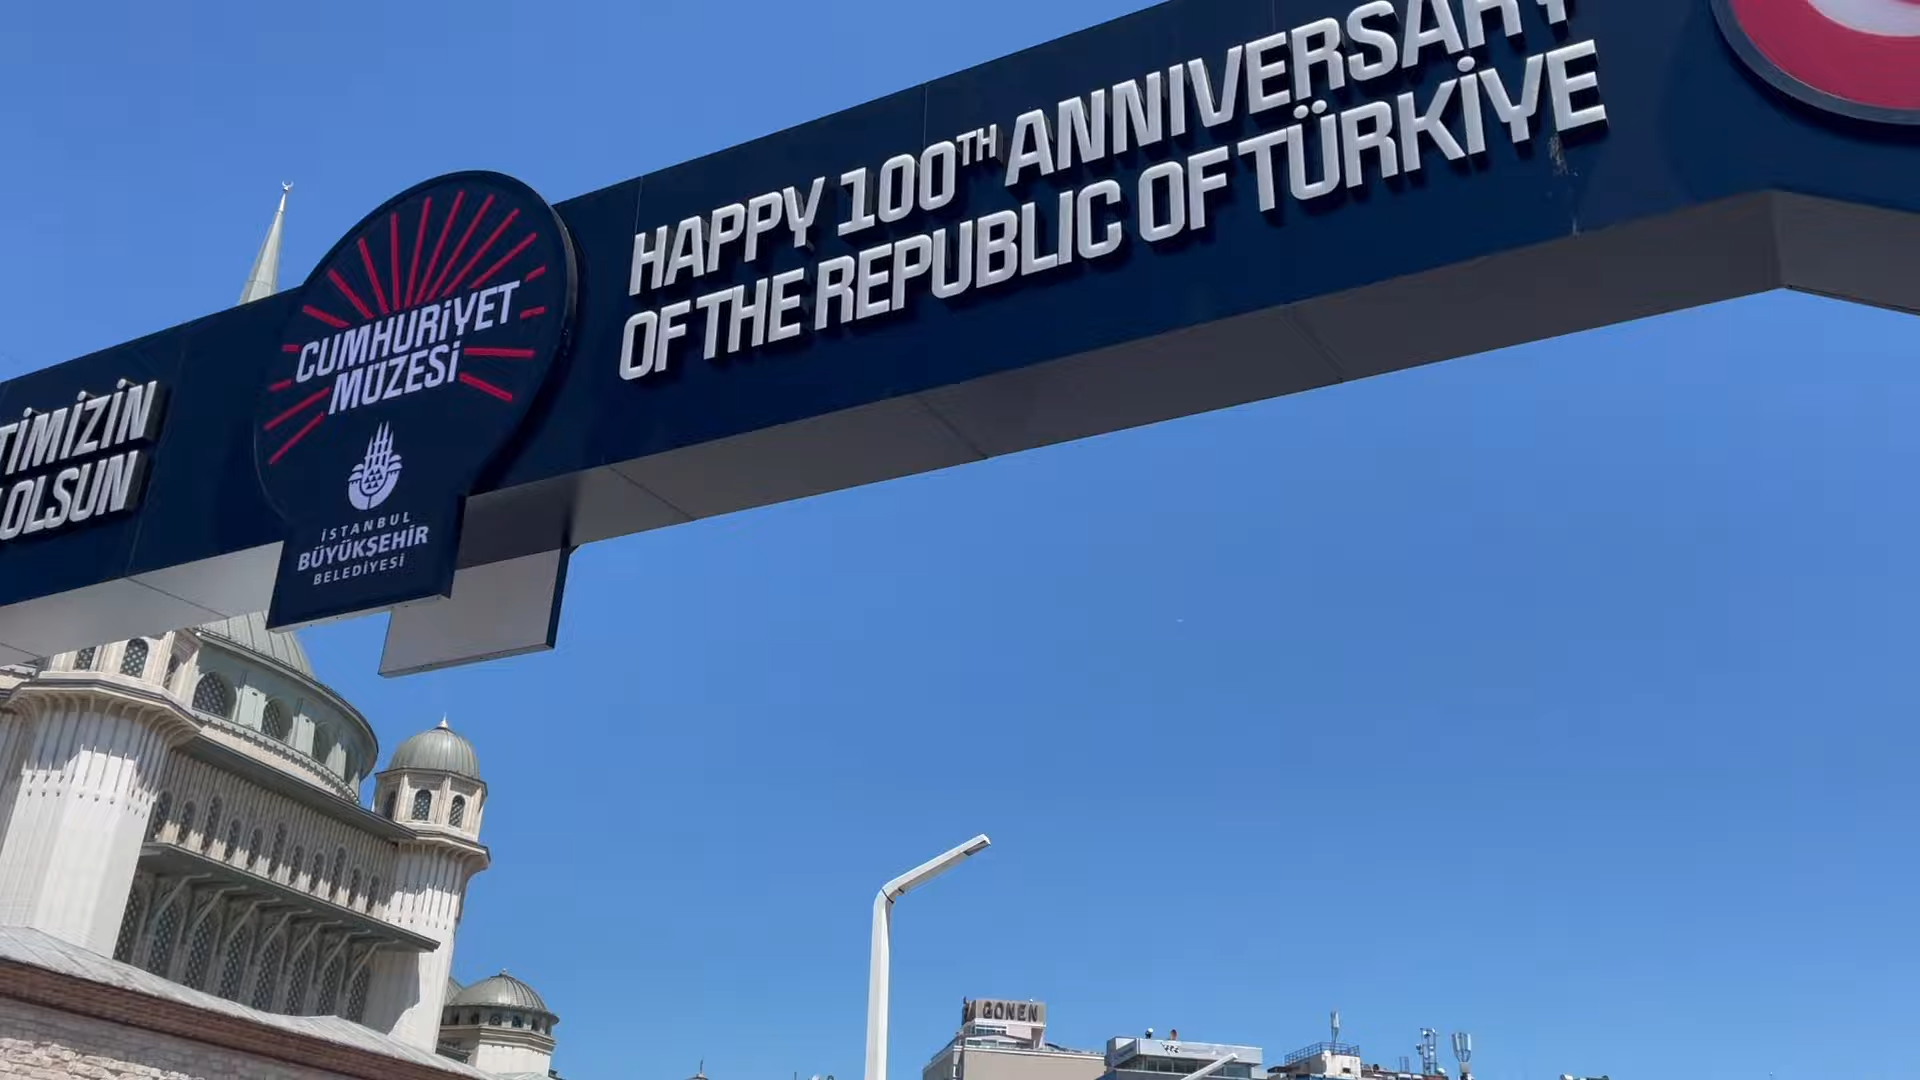 TİMİZİN
OLSUN
CUMHURİYET
MÜZESİ
İSTANBUL
BÜYÜKŞEHİR
BELEDİYESİ
HAPPY 100TH ANNIVERSARY
OF THE REPUBLIC OF TÜRKİYE
GÖNEN